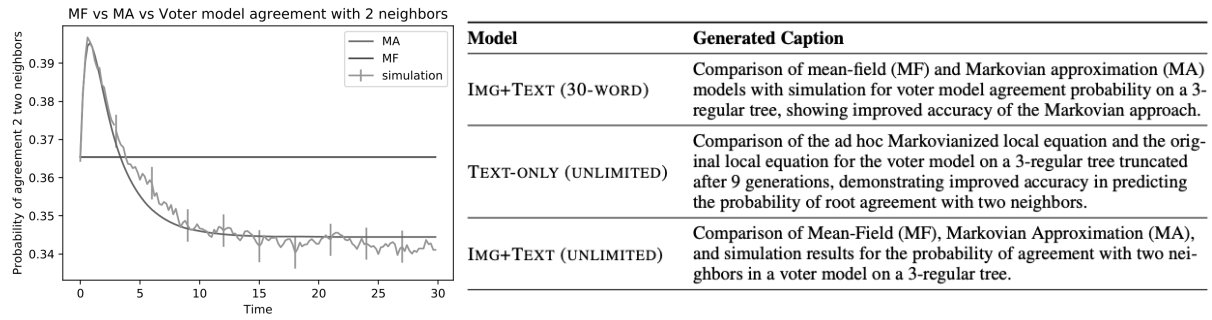 MF vs MA vs Voter model agreement with 2 neighbors
Probability of agreement 2 two neighbors
0.39
0.38
0.37
0.36
0.35
0.34
0
5
10
15
20
25
30
Time
MA
MF
simulation
Model
Generated Caption
IMG+TEXT (30-WORD)
Comparison of mean-field (MF) and Markovian approximation (MA)
models with simulation for voter model agreement probability on a 3-
regular tree, showing improved accuracy of the Markovian approach.
TEXT-ONLY (UNLIMITED)
Comparison of the ad hoc Markovianized local equation and the orig-
inal local equation for the voter model on a 3-regular tree truncated
after 9 generations, demonstrating improved accuracy in predicting
the probability of root agreement with two neighbors.
IMG+TEXT (UNLIMITED)
Comparison of Mean-Field (MF), Markovian Approximation (MA),
and simulation results for the probability of agreement with two nei-
ghbors in a voter model on a 3-regular tree.